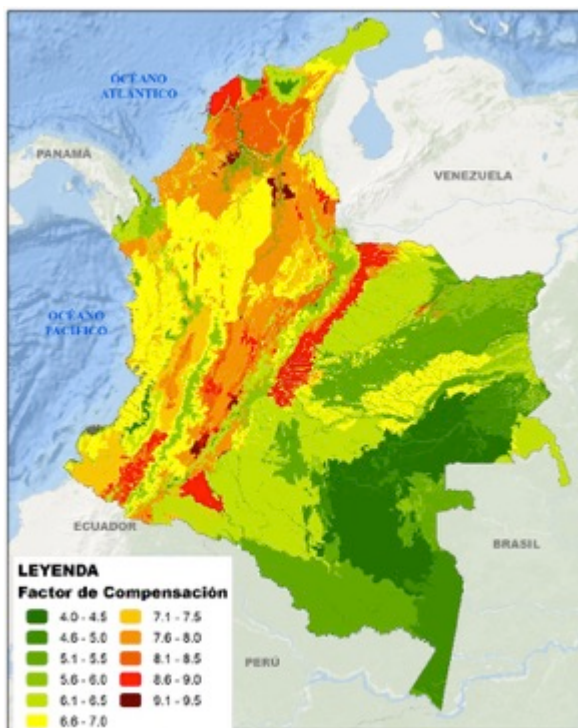 OCÉANO
ATLÁNTICO
PANAMÁ
VENEZUELA
OCÉANO
PACÍFICO
ECUADOR
BRASIL
PERÚ
LEYENDA
Factor de Compensación
4.0 - 4.5
4.6 - 5.0
5.1 - 5.5
5.6 - 6.0
6.1 - 6.5
6.6 - 7.0
7.1 - 7.5
7.6 - 8.0
8.1 - 8.5
8.6 - 9.0
9.1 - 9.5